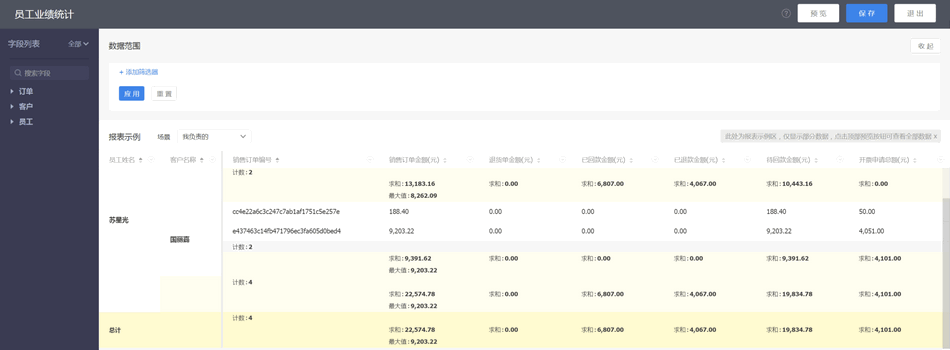 员工业绩统计
? 预览 保存 退出
字段列表 全部
搜索字段
订单
客户
员工
数据范围 收起
+ 添加筛选器
应用 重置
报表示例 场景 我负责的 此处为报表示例区，仅显示部分数据，点击顶部预览按钮可查看全部数据 x
员工姓名 客户名称 销售订单编号 销售订单金额(元) 退货单金额(元) 已回款金额(元) 已退款金额(元) 待回款金额(元) 开票申请总额(元)
计数: 2
求和: 13,183.16 求和: 0.00 求和: 6,807.00 求和: 4,067.00 求和: 10,443.16 求和: 0.00
最大值: 8,262.09
cc4e22a6c3c247c7ab1af1751c5e257e 188.40 0.00 0.00 0.00 188.40 50.00
苏星光
e437463c14fb471796ec3fa605d0bed4 9,203.22 0.00 0.00 0.00 9,203.22 4,051.00
计数: 2
求和: 9,391.62 求和: 0.00 求和: 0.00 求和: 0.00 求和: 9,391.62 求和: 4,101.00
最大值: 9,203.22
计数: 4
求和: 22,574.78 求和: 0.00 求和: 6,807.00 求和: 4,067.00 求和: 19,834.78 求和: 4,101.00
最大值: 9,203.22
计数: 4
总计 求和: 22,574.78 求和: 0.00 求和: 6,807.00 求和: 4,067.00 求和: 19,834.78 求和: 4,101.00
最大值: 9,203.22